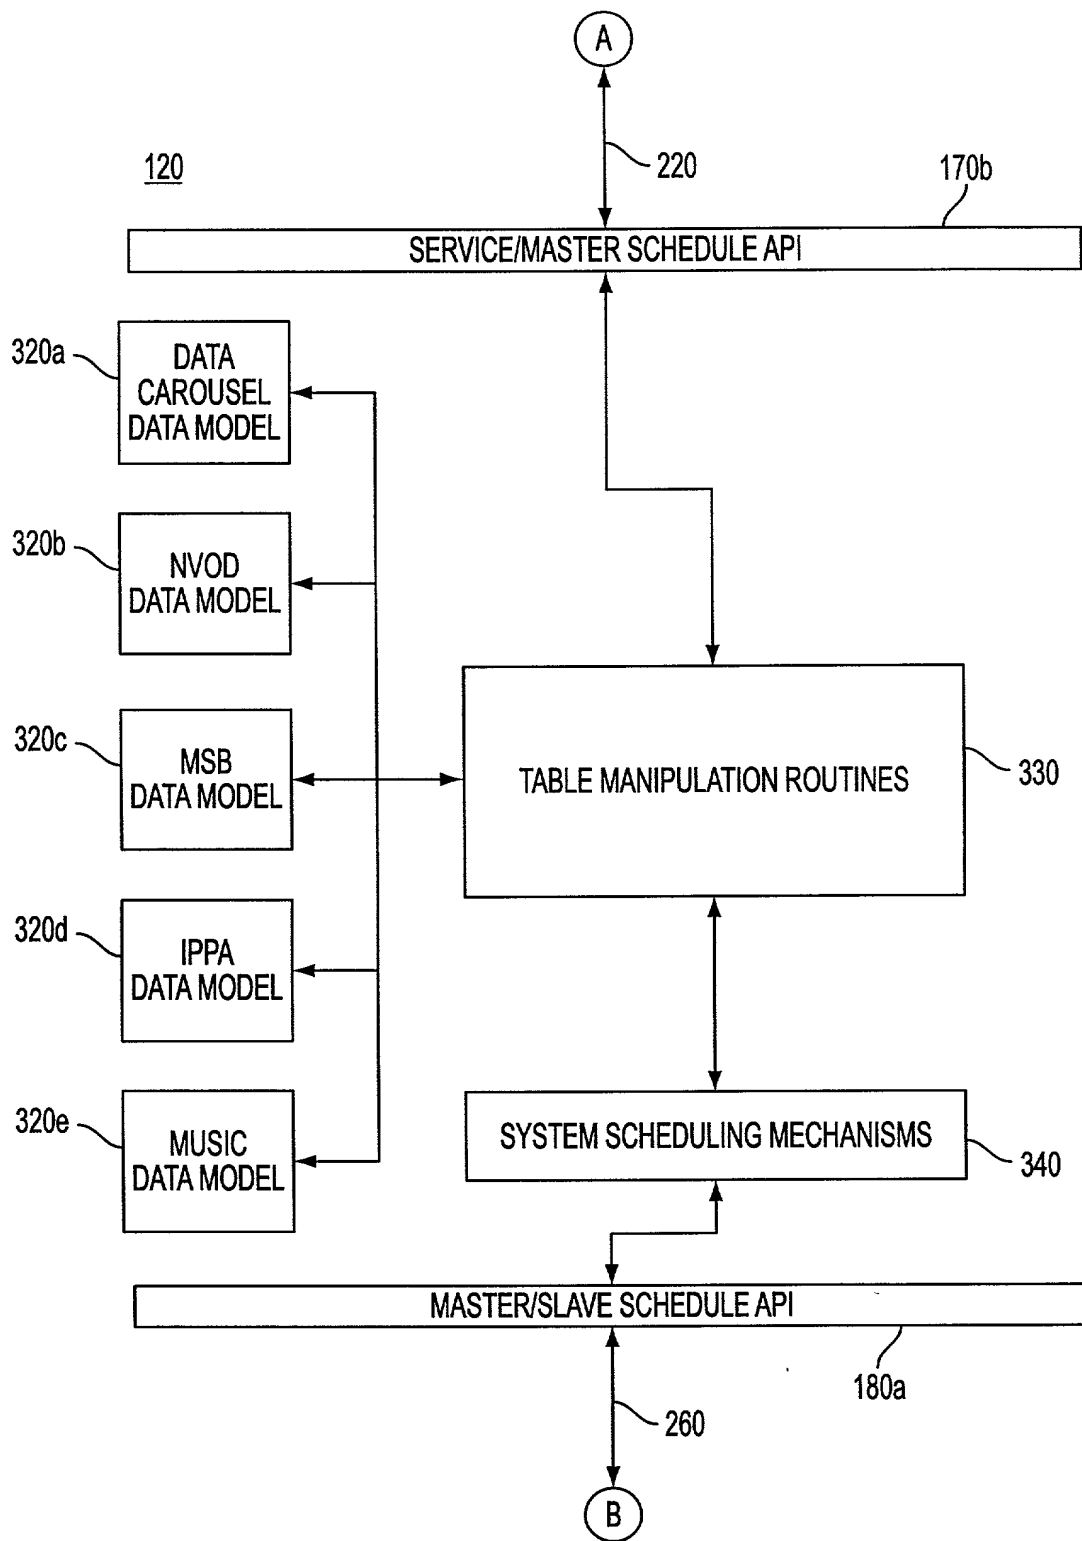 A
220
120
170b
SERVICE/MASTER SCHEDULE API
320a
DATA
CAROUSEL
DATA MODEL
320b
NVOD
DATA MODEL
320c
MSB
DATA MODEL
TABLE MANIPULATION ROUTINES
330
320d
IPPA
DATA MODEL
320e
MUSIC
DATA MODEL
SYSTEM SCHEDULING MECHANISMS
340
MASTER/SLAVE SCHEDULE API
180a
260
B